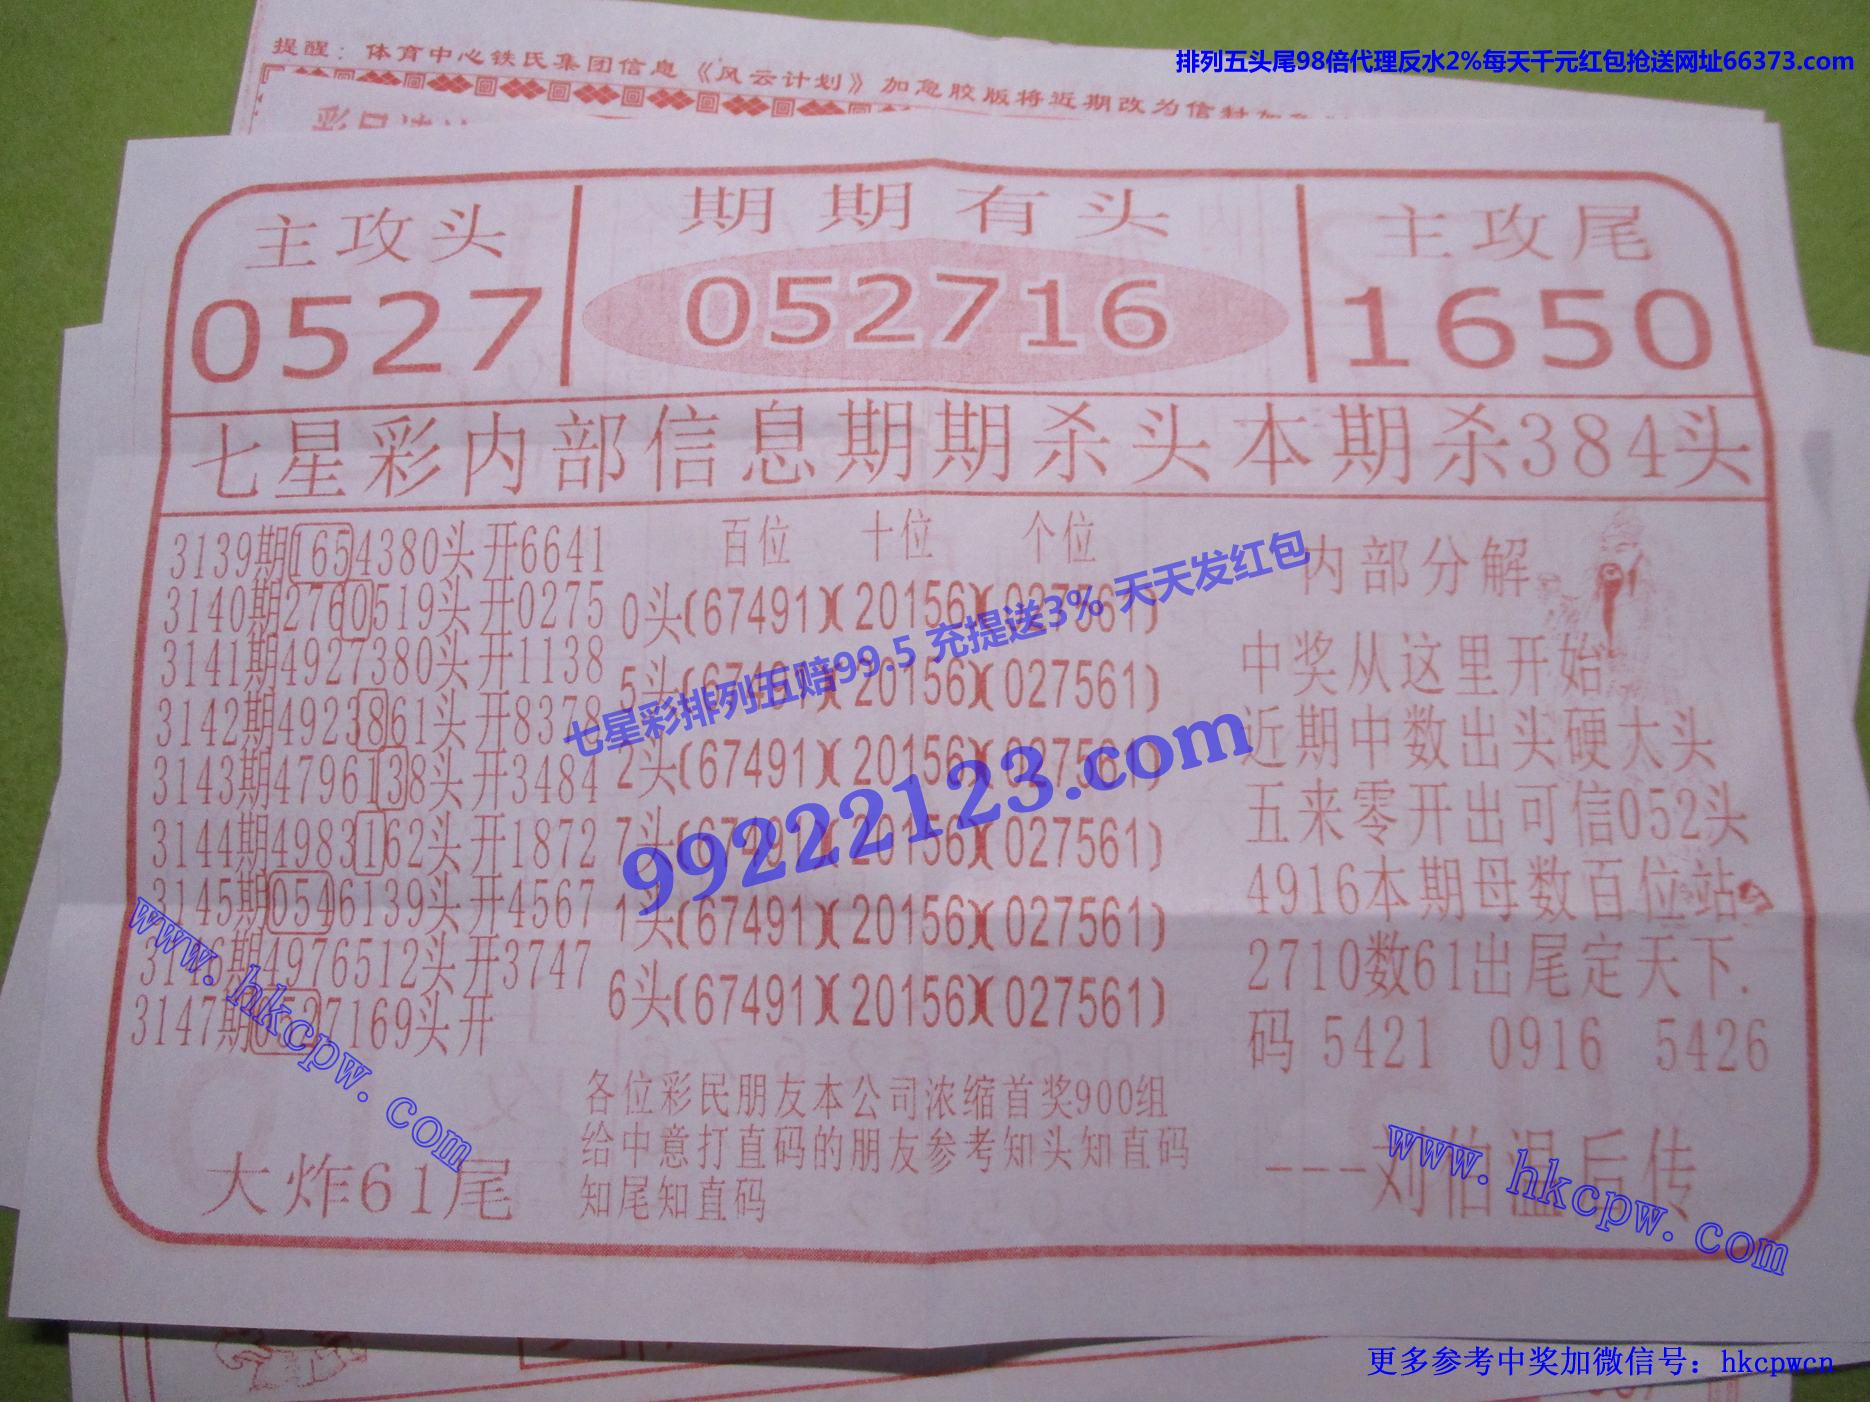 提醒：体育中心铁氏集团信息《风云计划》加急胶版将近期改为信封加
排列五头尾98倍代理反水2%每天千元红包抢送网址66373.com
主攻头
0527
期期有头
052716
主攻尾
1650
七星彩内部信息期期杀头本期杀384头
3139期1654380头开6641
3140期2760519头开0275
3141期4927380头开1138
3142期4923861头开8378
3143期4796138头开3484
3144期4983162头开1872
3145期0546139头开4567
3146期4976512头开3747
3147期0527169头开
大炸61尾
百位 十位 个位
0头(67491)(20156)(027561)
5头(67491)(20156)(027561)
2头(67491)(20156)(027561)
7头(67491)(20156)(027561)
1头(67491)(20156)(027561)
6头(67491)(20156)(027561)
各位彩民朋友本公司浓缩首奖900组
给中意打直码的朋友参考知头知直码
知尾知直码
内部分解
中奖从这里开始
近期中数出头硬太头
五来零开出可信052头
4916本期母数百位站
2710数61出尾定天下.
码 5421 0916 5426
---刘伯温后传
七星彩排列五赔99.5 充提送3% 天天发红包
99222123.com
www.hkcpw.com
www.hkcpw.com
更多参考中奖加微信号：hkcpwcn